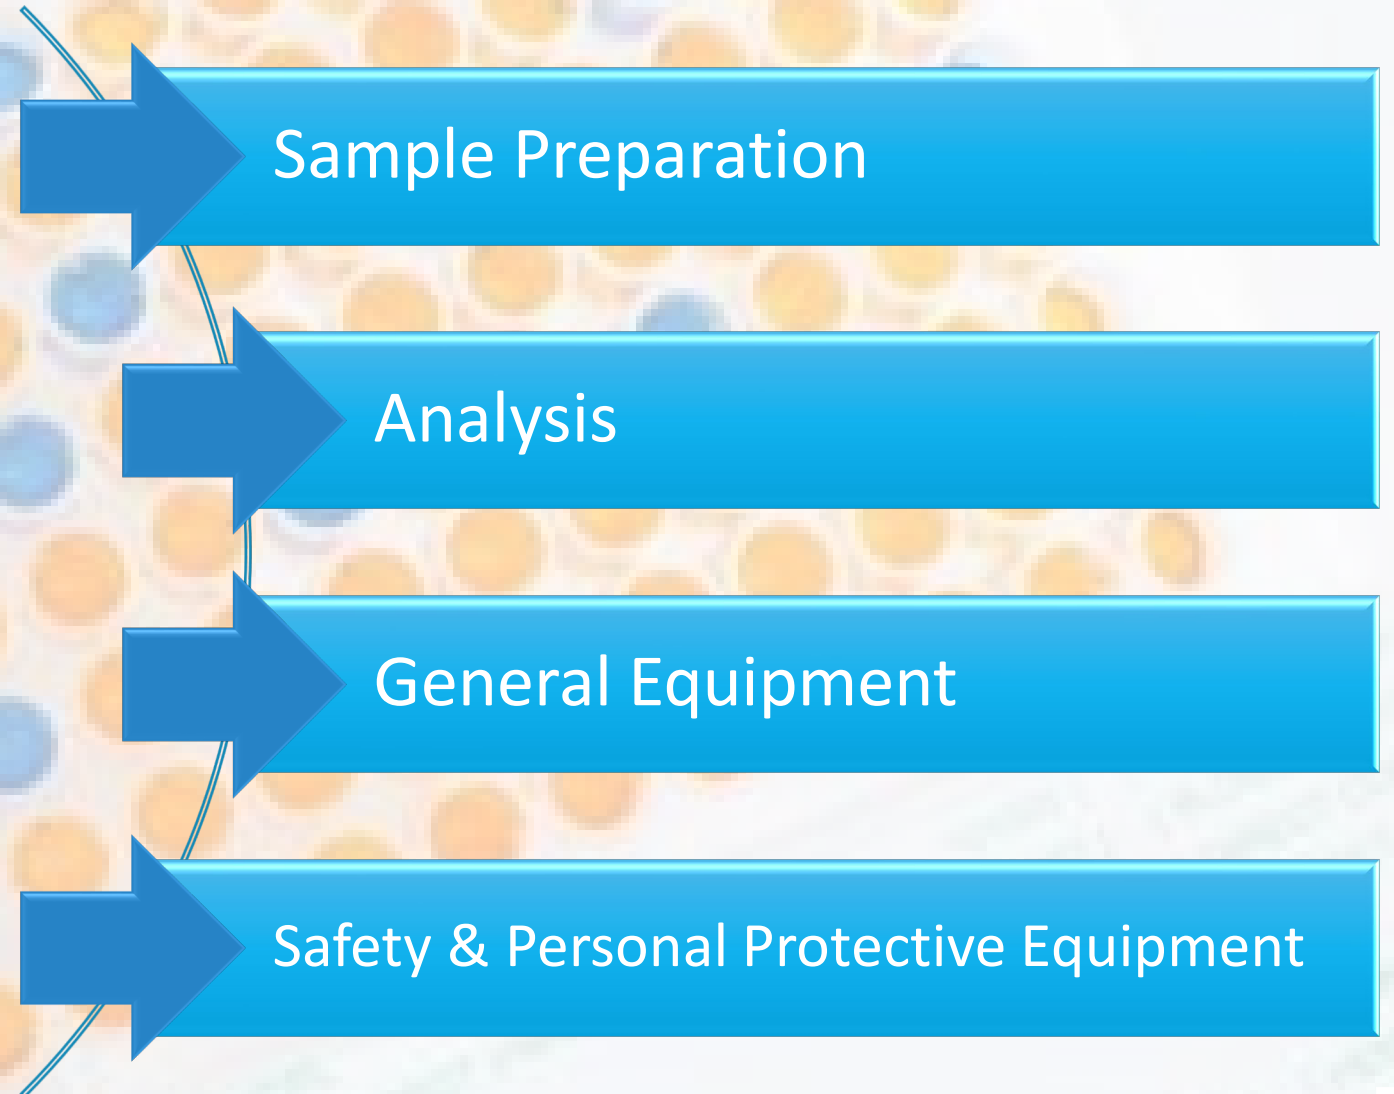 Sample Preparation
Analysis
General Equipment
Safety & Personal Protective Equipment